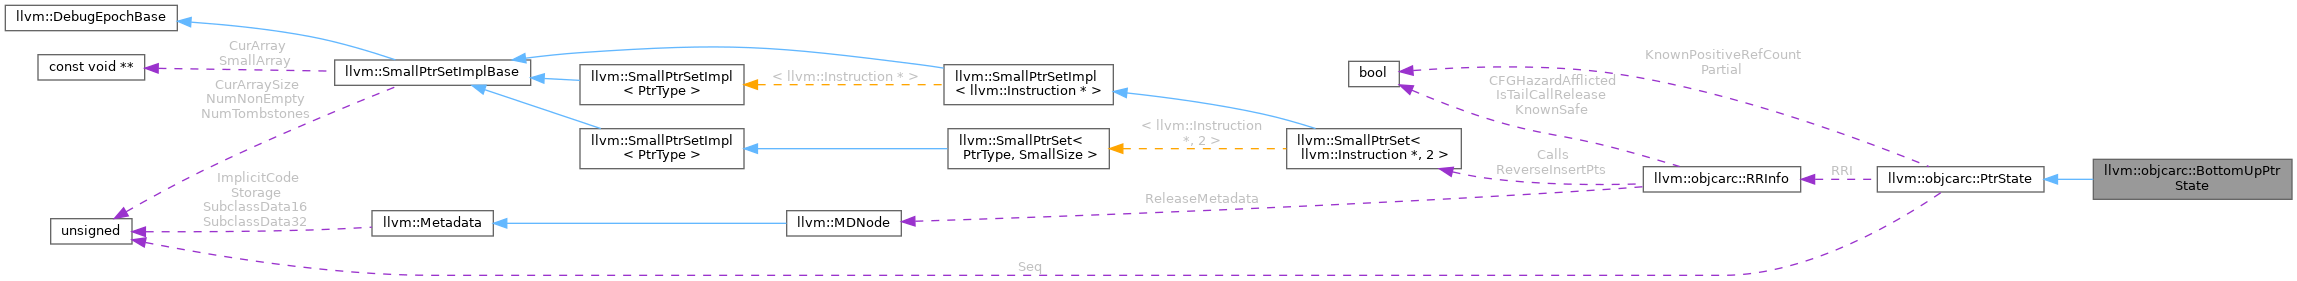 llvm::DebugEpochBase
const void **
CurArray
SmallArray
CurArraySize
NumNonEmpty
NumTombstones
ImplicitCode
Storage
SubclassData16
SubclassData32
unsigned
llvm::SmallPtrSetImplBase
llvm::Metadata
llvm::SmallPtrSetImpl
< PtrType >
llvm::SmallPtrSetImpl
< PtrType >
< llvm::Instruction * >
llvm::MDNode
llvm::SmallPtrSetImpl
< llvm::Instruction * >
llvm::SmallPtrSet<
PtrType, SmallSize >
< llvm::Instruction
*, 2 >
ReleaseMetadata
Seq
llvm::SmallPtrSet<
llvm::Instruction *, 2 >
bool
CFGHazardAfflicted
IsTailCallRelease
KnownSafe
Calls
ReverseInsertPts
KnownPositiveRefCount
Partial
llvm::objcarc::RRInfo
RRI
llvm::objcarc::PtrState
llvm::objcarc::BottomUpPtr
State